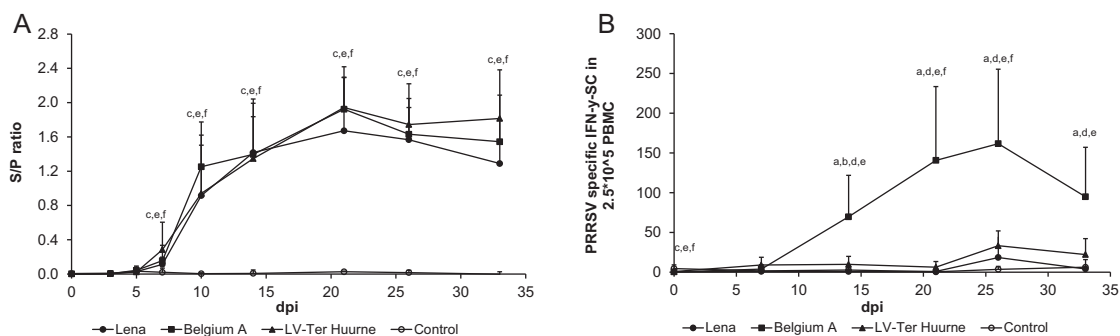 A
S/P ratio
2.8
2.4
2.0
1.6
1.2
0.8
0.4
0.0
c,e,f
c,e,f
c,e,f
c,e,f
c,e,f
c,e,f
0 5 10 15 20 25 30 35
dpi
Lena Belgium A LV-Ter Huurne Control
B
PRRSV specific IFN-y-SC in
2.5*10^5 PBMC
300
250
200
150
100
50
0
c,e,f
a,b,d,e
a,d,e,f
a,d,e,f
a,d,e
0 5 10 15 20 25 30 35
dpi
Lena Belgium A LV-Ter Huurne Control